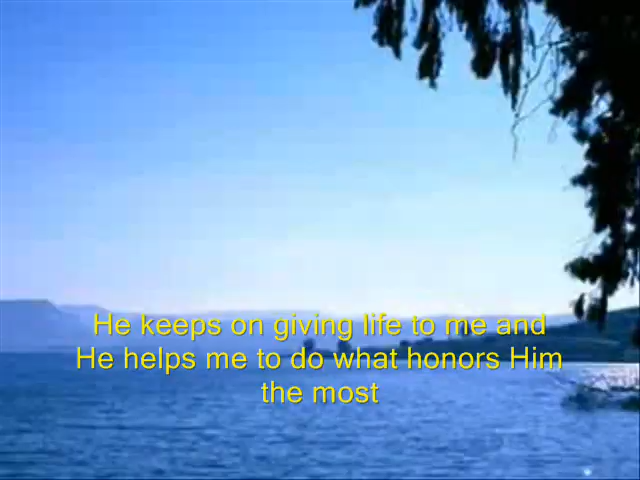 He keeps on giving life to me and
He helps me to do what honors Him
the most